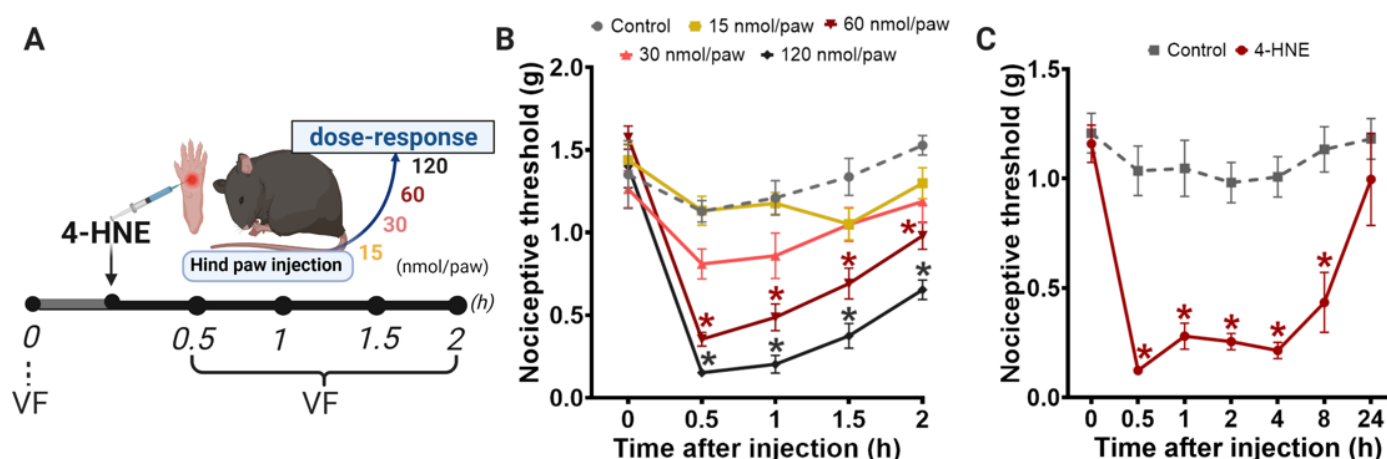 A
dose-response
120
60
30
15
(nmol/paw)
4-HNE
Hind paw injection
(h)
0
0.5
1
1.5
2
VF
VF
B
Control
15 nmol/paw
60 nmol/paw
30 nmol/paw
120 nmol/paw
Nociceptive threshold (g)
2.0
1.5
1.0
0.5
0.0
* * * *
* * * *
0 0.5 1 1.5 2
Time after injection (h)
C
Control
4-HNE
Nociceptive threshold (g)
1.5
1.0
0.5
0.0
* * * * *
0 0.5 1 2 4 8 24
Time after injection (h)